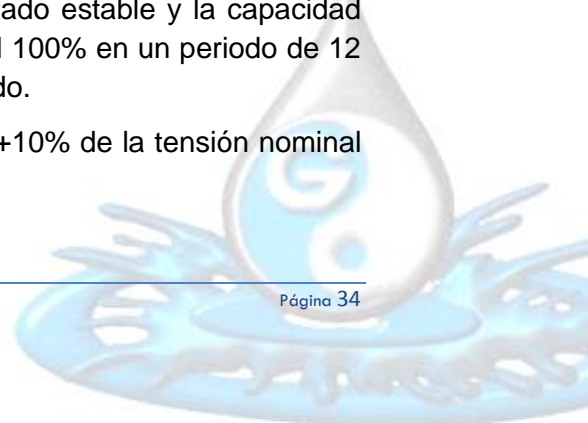 ado estable y la capacidad
l 100% en un periodo de 12
do.
+10% de la tensión nominal
G
Página 34